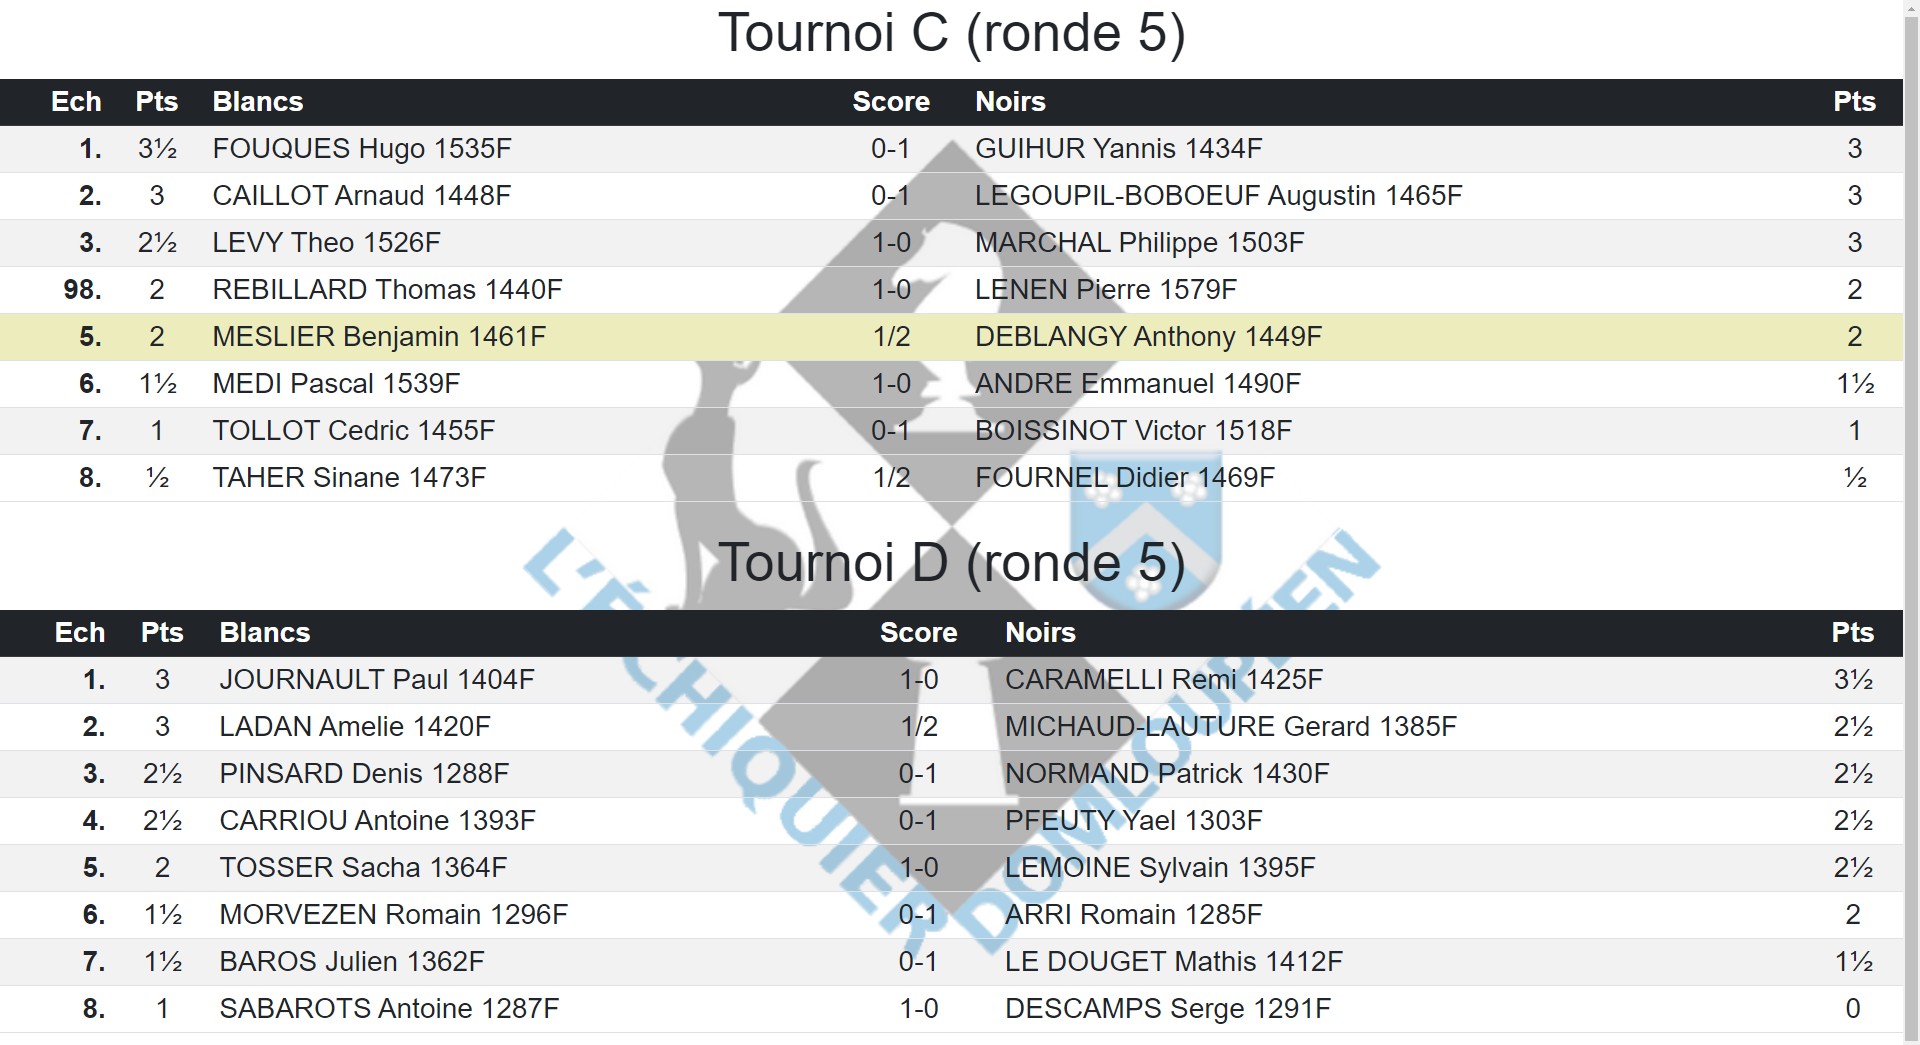 Tournoi C (ronde 5)
Ech Pts Blancs Score Noirs Pts
1. 3½ FOUQUES Hugo 1535F 0-1 GUIHUR Yannis 1434F 3
2. 3 CAILLOT Arnaud 1448F 0-1 LEGOUPIL-BOBOEUF Augustin 1465F 3
3. 2½ LEVY Theo 1526F 1-0 MARCHAL Philippe 1503F 3
98. 2 REBILLARD Thomas 1440F 1-0 LENEN Pierre 1579F 2
5. 2 MESLIER Benjamin 1461F 1/2 DEBLANGY Anthony 1449F 2
6. 1½ MEDI Pascal 1539F 1-0 ANDRE Emmanuel 1490F 1½
7. 1 TOLLOT Cedric 1455F 0-1 BOISSINOT Victor 1518F 1
8. ½ TAHER Sinane 1473F 1/2 FOURNEL Didier 1469F ½
Tournoi D (ronde 5)
Ech Pts Blancs Score Noirs Pts
1. 3 JOURNAULT Paul 1404F 1-0 CARAMELLI Remi 1425F 3½
2. 3 LADAN Amelie 1420F 1/2 MICHAUD-LAUTURE Gerard 1385F 2½
3. 2½ PINSARD Denis 1288F 0-1 NORMAND Patrick 1430F 2½
4. 2½ CARRIOU Antoine 1393F 0-1 PFEUTY Yael 1303F 2½
5. 2 TOSSER Sacha 1364F 1-0 LEMOINE Sylvain 1395F 2½
6. 1½ MORVEZEN Romain 1296F 0-1 ARRI Romain 1285F 2
7. 1½ BAROS Julien 1362F 0-1 LE DOUGET Mathis 1412F 1½
8. 1 SABAROTS Antoine 1287F 1-0 DESCAMPS Serge 1291F 0
L'ÉCHIQUIER DOMLOUPÉEN